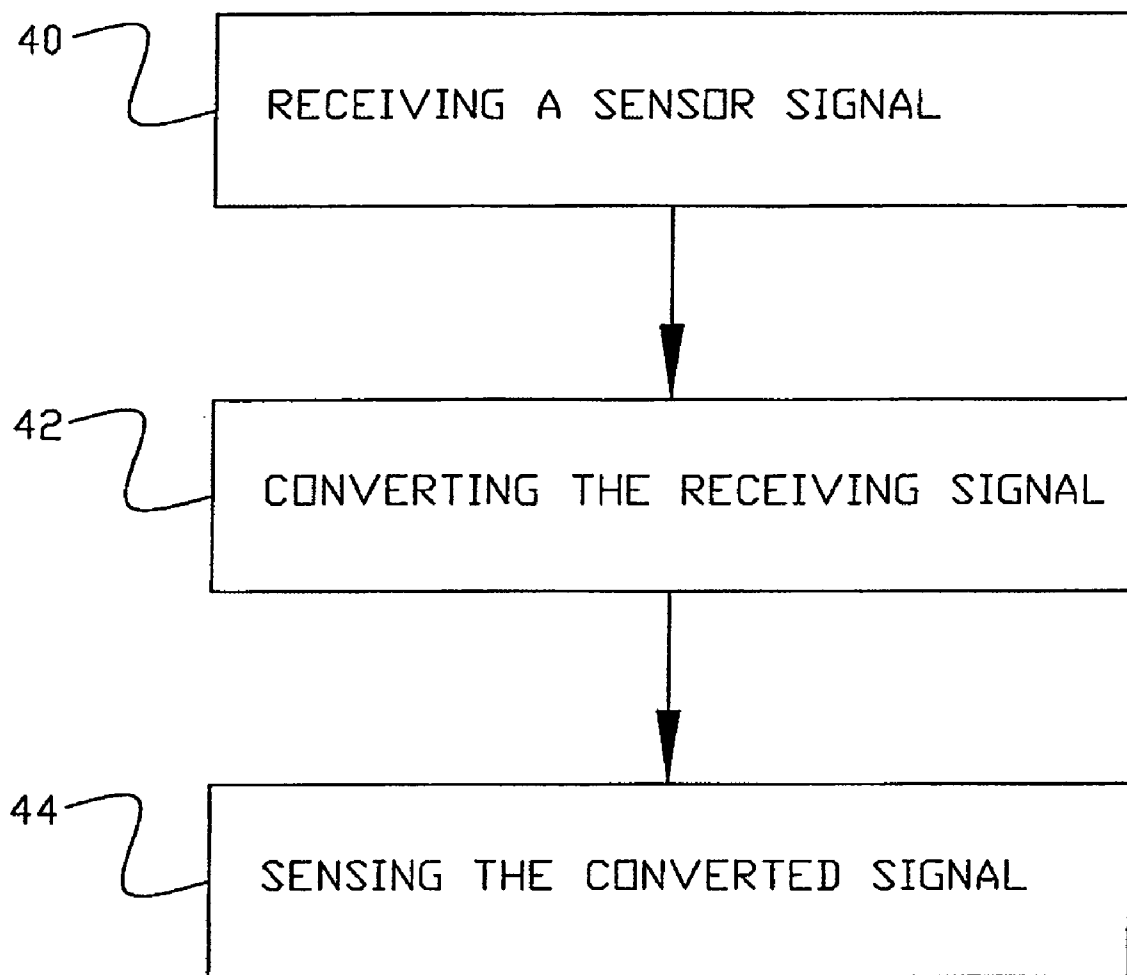 40
RECEIVING A SENSOR SIGNAL
42
CONVERTING THE RECEIVING SIGNAL
44
SENSING THE CONVERTED SIGNAL